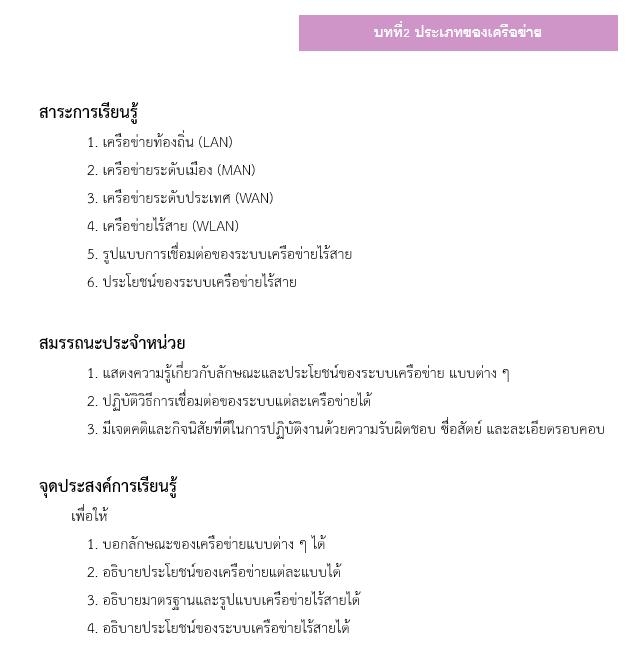 บทที่2 ประเภทของเครือข่าย
สาระการเรียนรู้
1. เครือข่ายท้องถิ่น (LAN)
2. เครือข่ายระดับเมือง (MAN)
3. เครือข่ายระดับประเทศ (WAN)
4. เครือข่ายไร้สาย (WLAN)
5. รูปแบบการเชื่อมต่อของระบบเครือข่ายไร้สาย
6. ประโยชน์ของระบบเครือข่ายไร้สาย
สมรรถนะประจำหน่วย
1. แสดงความรู้เกี่ยวกับลักษณะและประโยชน์ของระบบเครือข่าย แบบต่าง ๆ
2. ปฏิบัติวิธีการเชื่อมต่อของระบบแต่ละเครือข่ายได้
3. มีเจตคติและกิจนิสัยที่ดีในการปฏิบัติงานด้วยความรับผิดชอบ ซื่อสัตย์ และละเอียดรอบคอบ
จุดประสงค์การเรียนรู้
เพื่อให้
1. บอกลักษณะของเครือข่ายแบบต่าง ๆ ได้
2. อธิบายประโยชน์ของเครือข่ายแต่ละแบบได้
3. อธิบายมาตรฐานและรูปแบบเครือข่ายไร้สายได้
4. อธิบายประโยชน์ของระบบเครือข่ายไร้สายได้